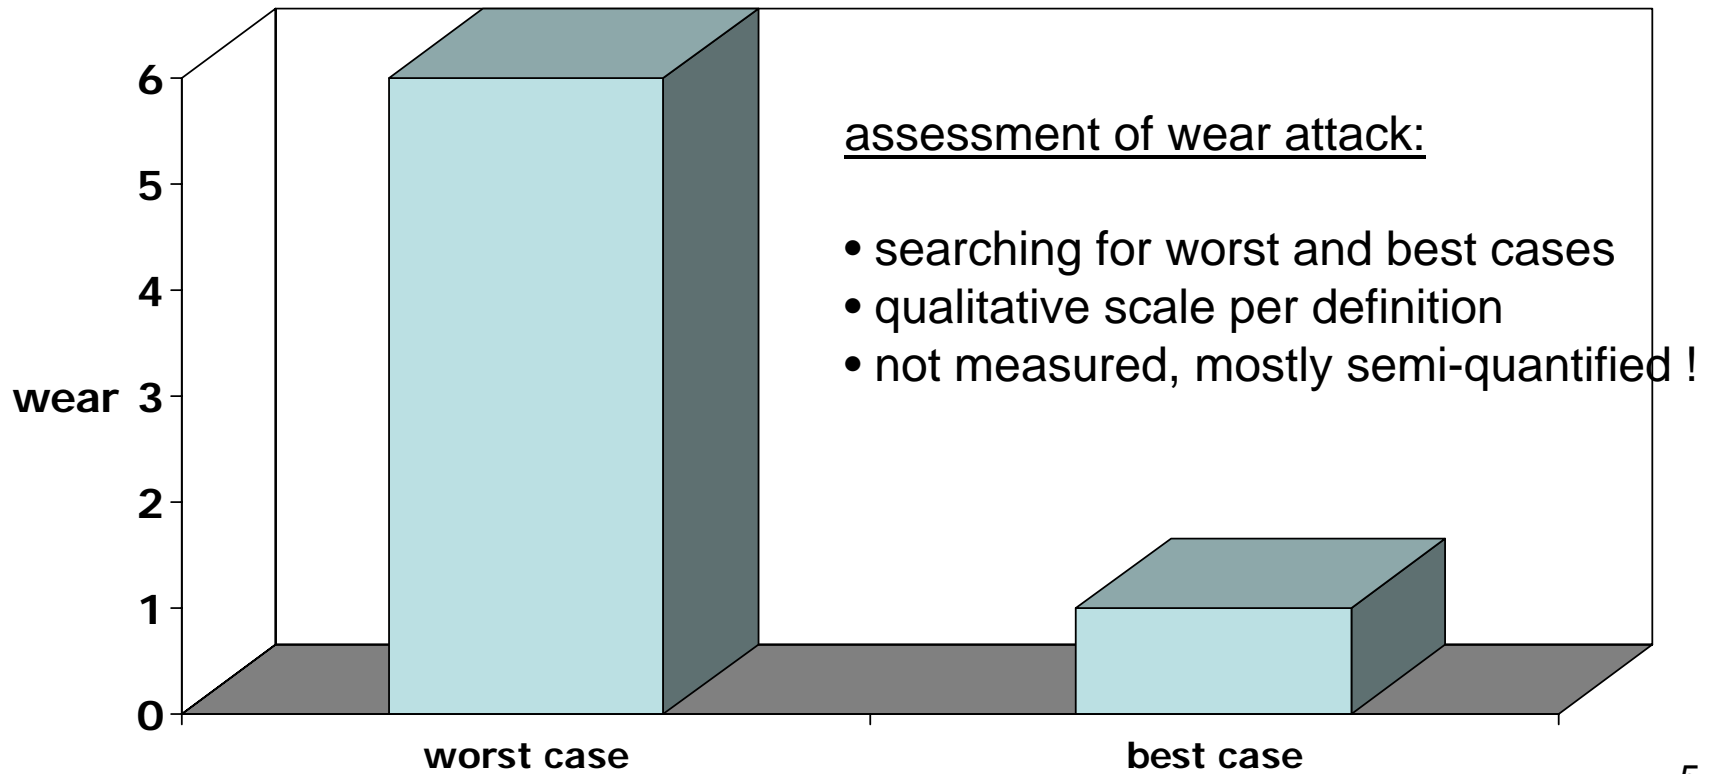 6
assessment of wear attack:
5
• searching for worst and best cases
4
• qualitative scale per definition
• not measured, mostly semi-quantified !
wear 3
2
1
0
worst case best case
5